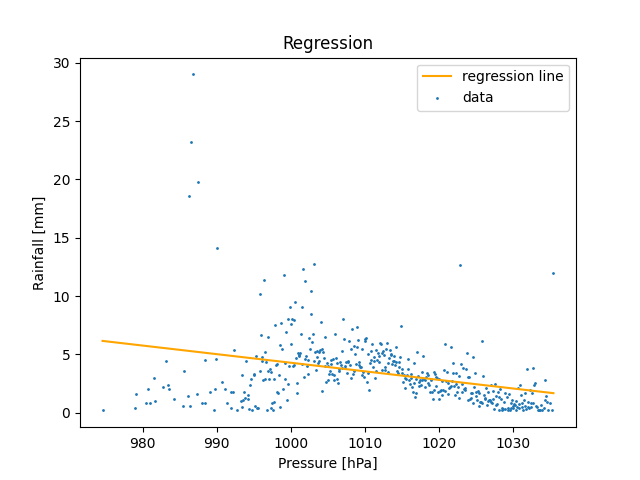 Regression
regression line
data
30
25
20
15
10
5
0
Rainfall [mm]
980 990 1000 1010 1020 1030
Pressure [hPa]